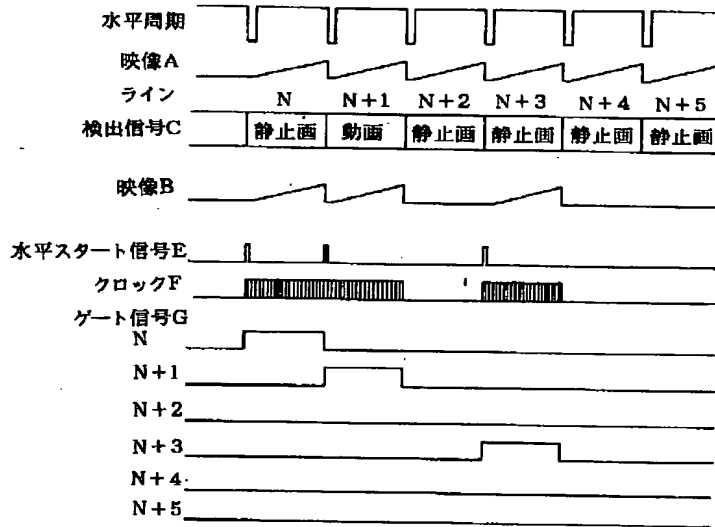 水平周期
映像A
ライン N N+1 N+2 N+3 N+4 N+5
検出信号C 静止画 動画 静止画 静止画 静止画 静止画
映像B
水平スタート信号E
クロックF
ゲート信号G
N
N+1
N+2
N+3
N+4
N+5